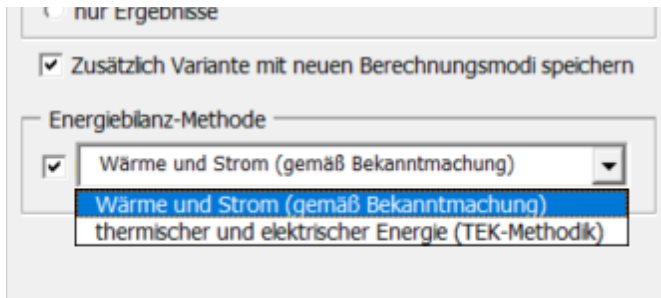 nur Ergebnisse
Zusätzlich Variante mit neuen Berechnungsmodi speichern
Energiebilanz-Methode
Wärme und Strom (gemäß Bekanntmachung)
Wärme und Strom (gemäß Bekanntmachung)
thermischer und elektrischer Energie (TEK-Methodik)